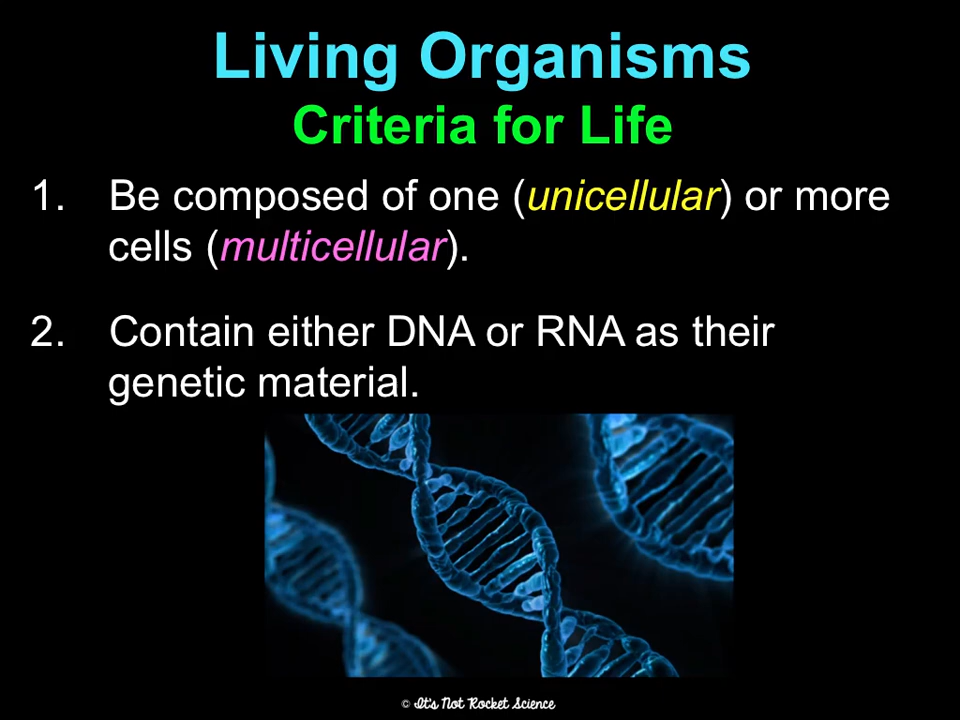 Living Organisms
Criteria for Life
1. Be composed of one (unicellular) or more
cells (multicellular).
2. Contain either DNA or RNA as their
genetic material.
© It's Not Rocket Science